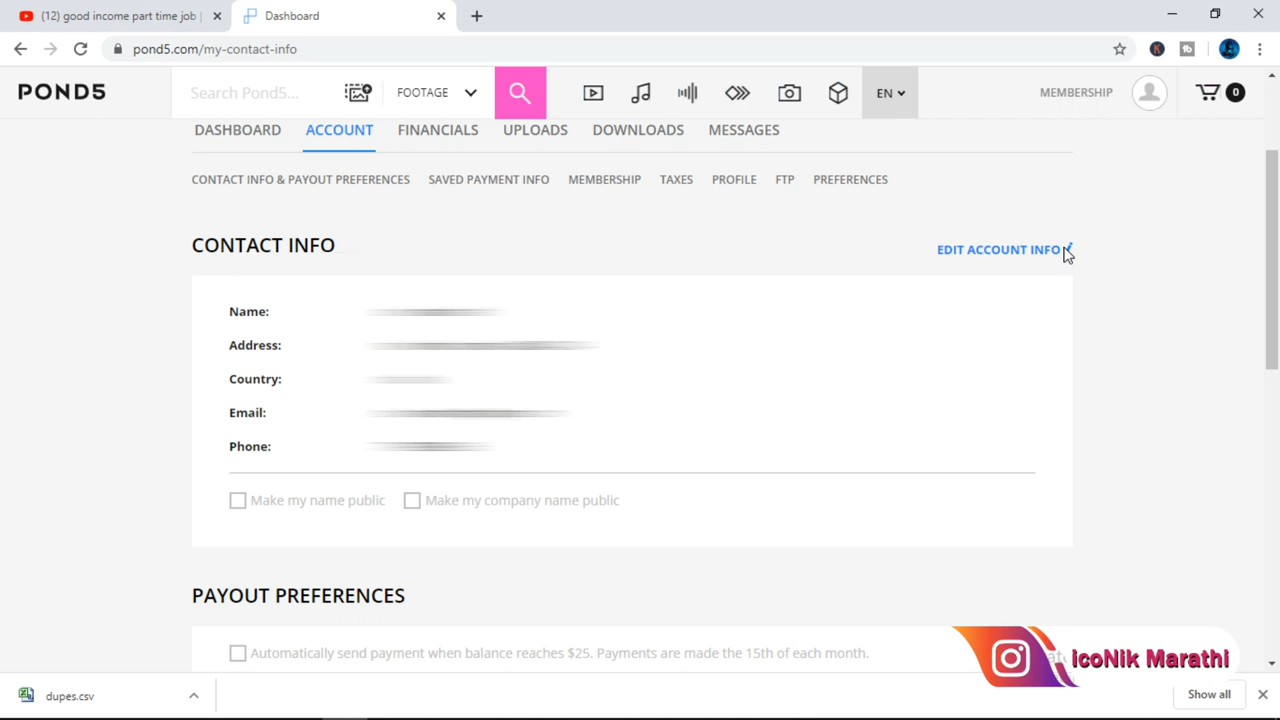 (12) good income part time job
Dashboard
pond5.com/my-contact-info
POND5
Search Pond5...
FOOTAGE
EN
MEMBERSHIP
0
DASHBOARD
ACCOUNT
FINANCIALS
UPLOADS
DOWNLOADS
MESSAGES
CONTACT INFO & PAYOUT PREFERENCES
SAVED PAYMENT INFO
MEMBERSHIP
TAXES
PROFILE
FTP
PREFERENCES
CONTACT INFO
EDIT ACCOUNT INFO
Name:
Address:
Country:
Email:
Phone:
Make my name public
Make my company name public
PAYOUT PREFERENCES
Automatically send payment when balance reaches $25. Payments are made the 15th of each month.
icoNik Marathi
dupes.csv
Show all